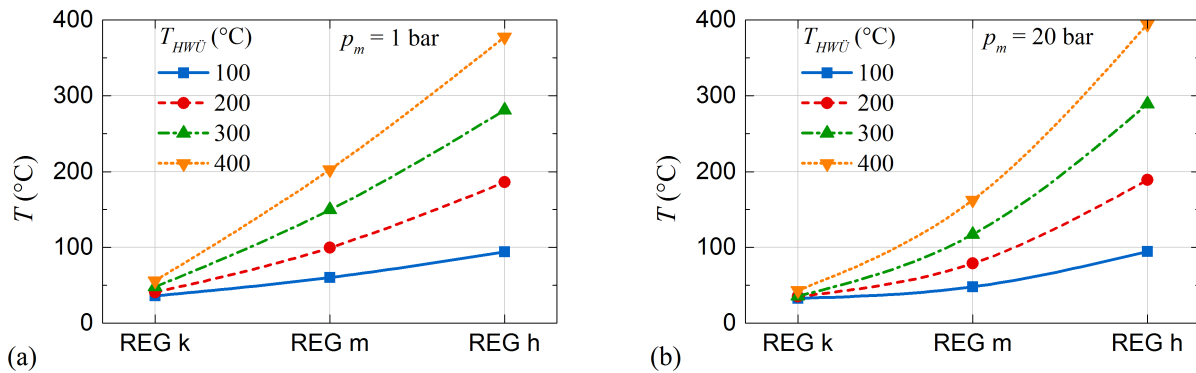 400
300
200
100
0
T (°C)
T_HWÜ (°C)
100
200
300
400
p_m = 1 bar
REG k
REG m
REG h
(a)
400
300
200
100
0
T (°C)
T_HWÜ (°C)
100
200
300
400
p_m = 20 bar
REG k
REG m
REG h
(b)